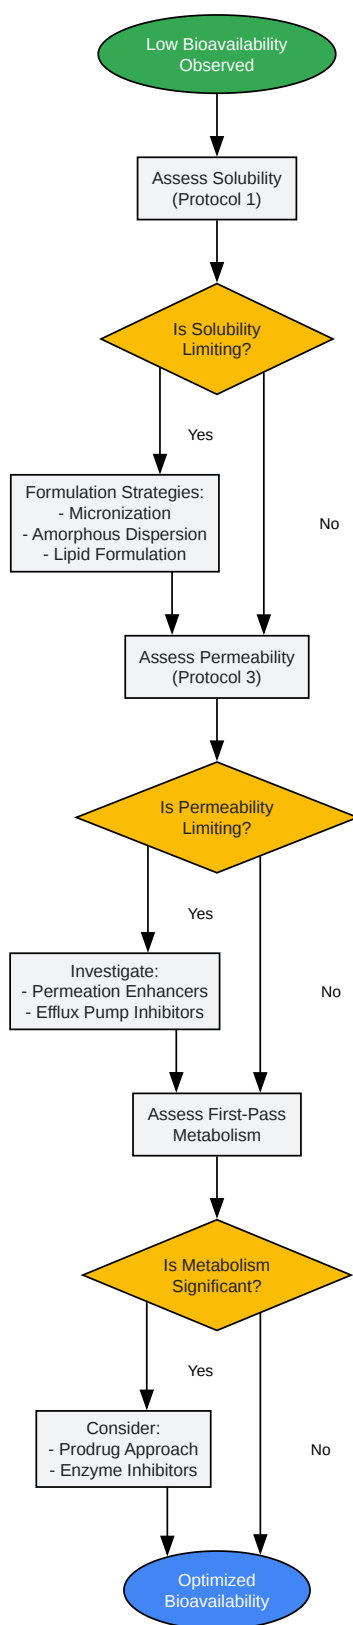 Low Bioavailability
Observed
Assess Solubility
(Protocol 1)
Is Solubility
Limiting?
Yes
Formulation Strategies:
- Micronization
- Amorphous Dispersion
- Lipid Formulation
No
Assess Permeability
(Protocol 3)
Is Permeability
Limiting?
Yes
Investigate:
- Permeation Enhancers
- Efflux Pump Inhibitors
No
Assess First-Pass
Metabolism
Is Metabolism
Significant?
Yes
Consider:
- Prodrug Approach
- Enzyme Inhibitors
No
Optimized
Bioavailability